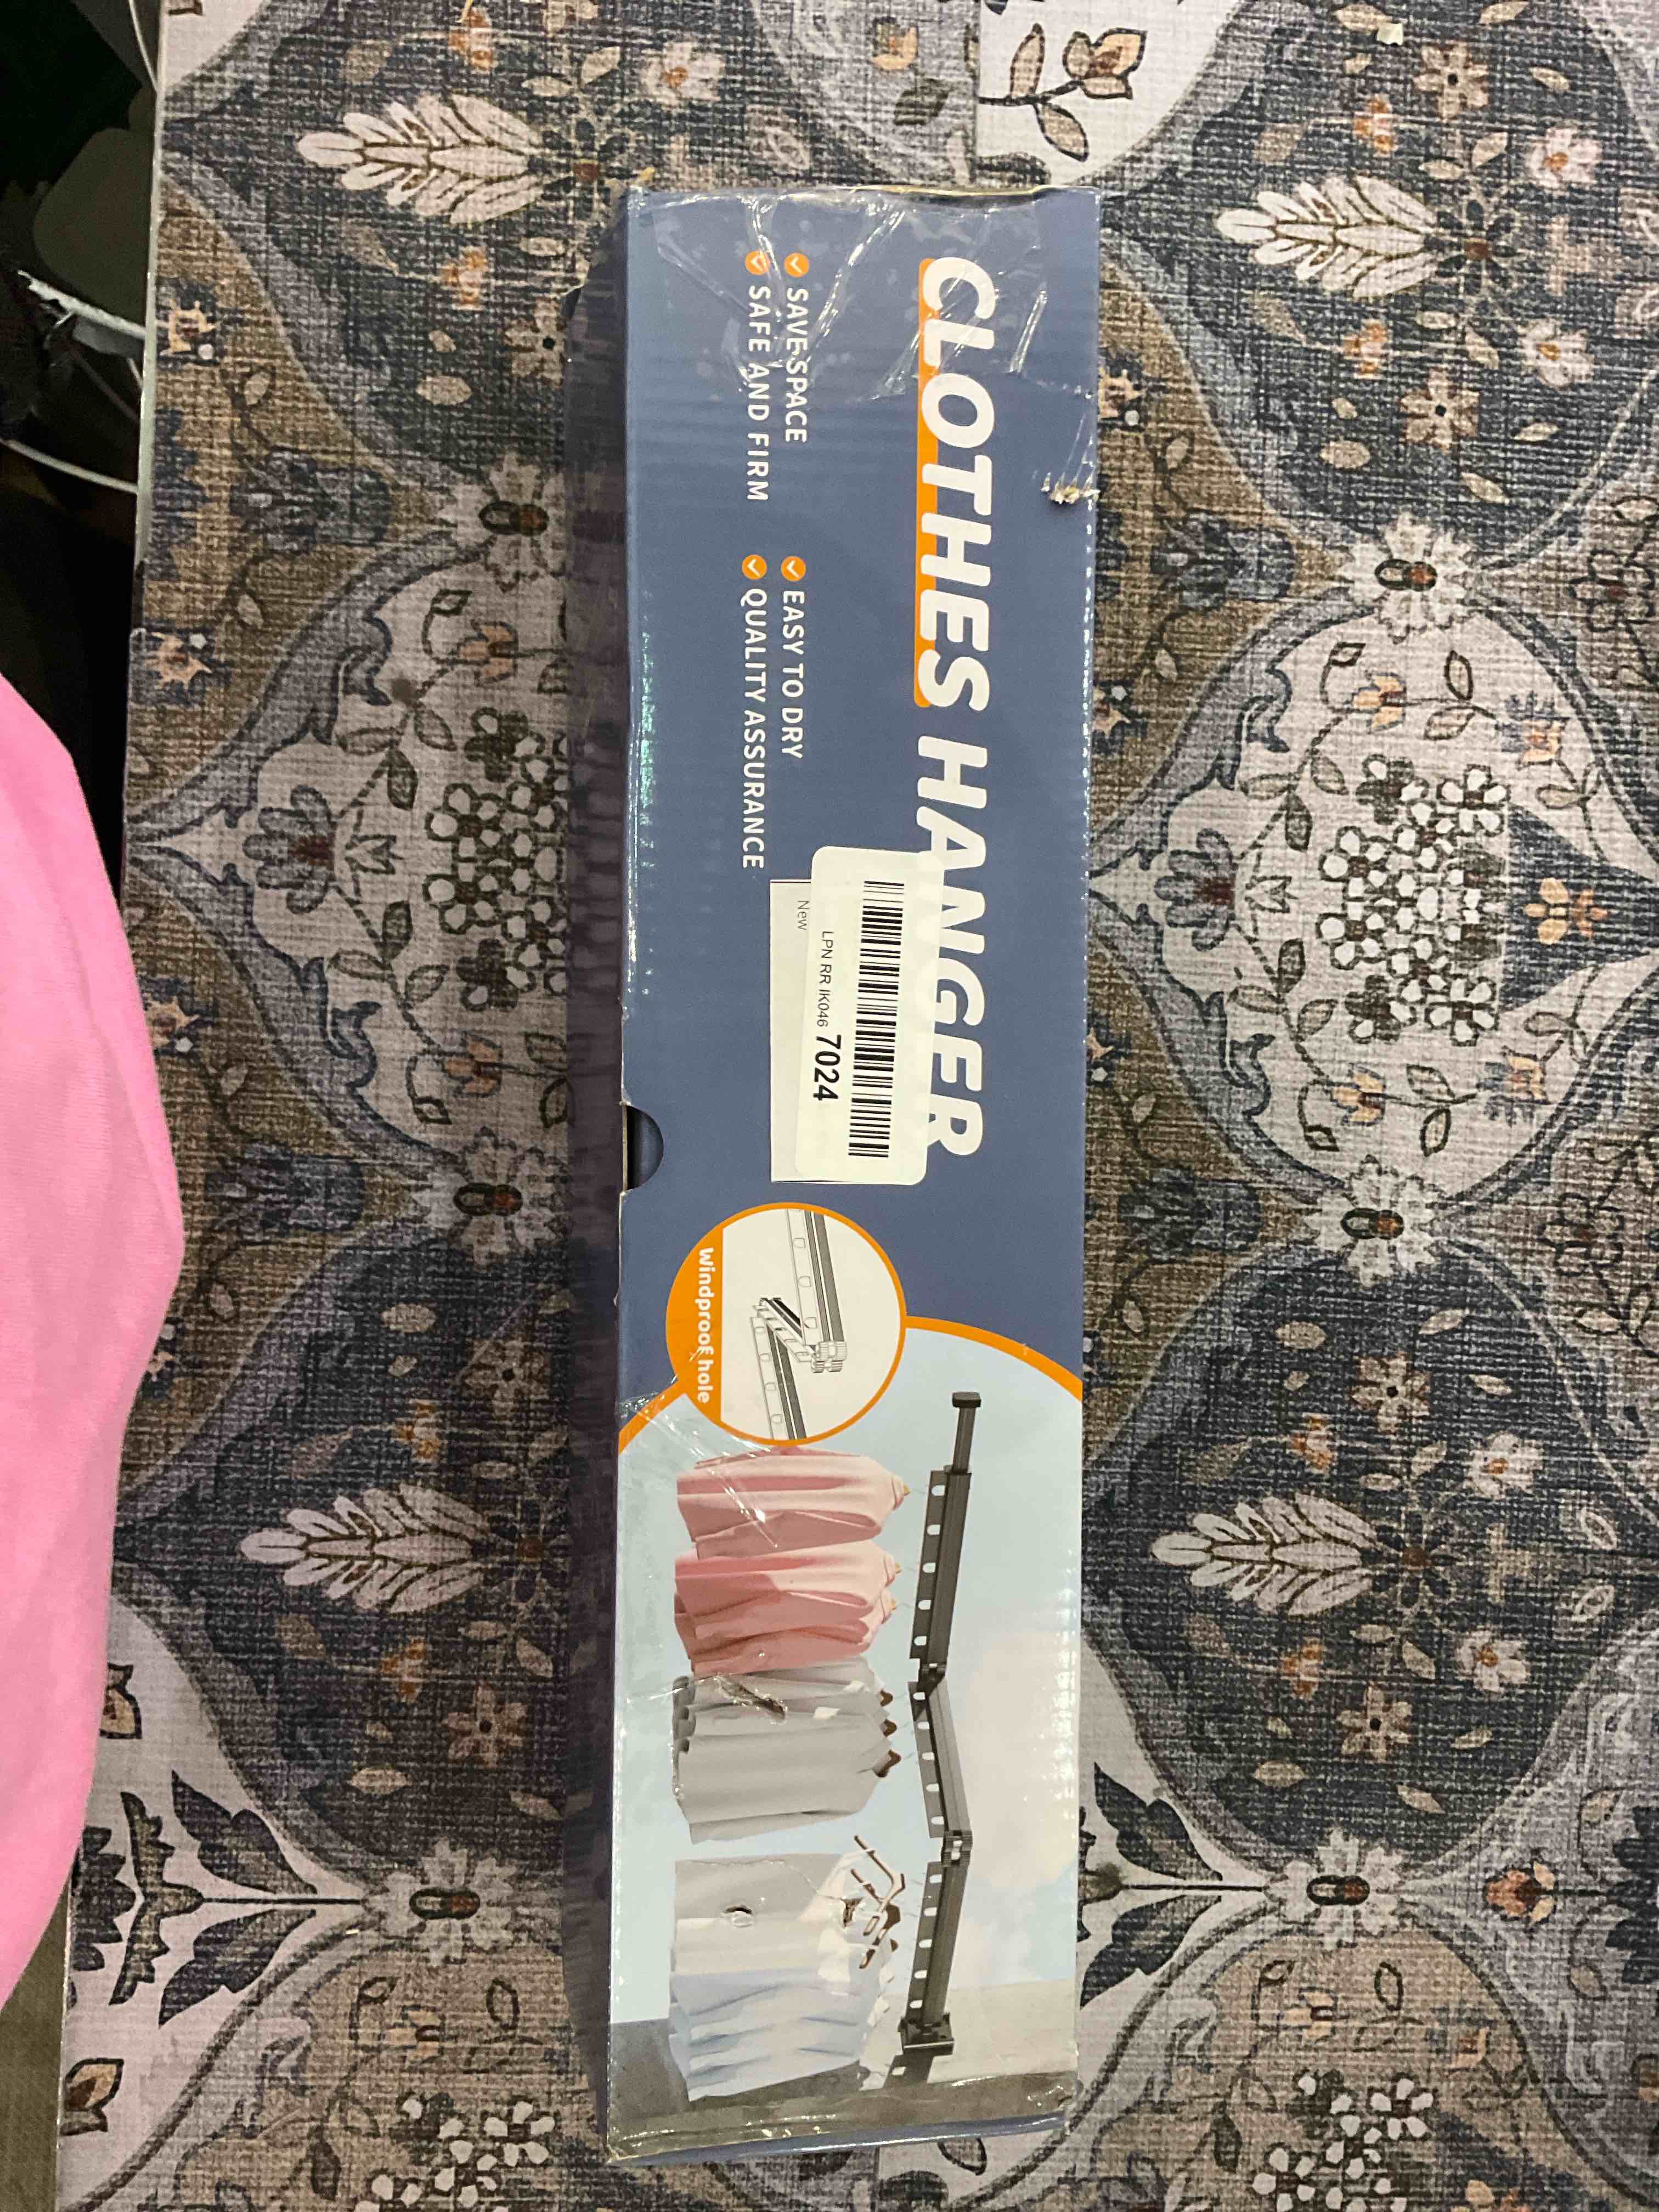 CLOTHES HANGER
SAVE SPACE
EASY TO DRY
SAFE AND FIRM
QUALITY ASSURANCE
LPN RR IK046 7024
New
Windproof hole